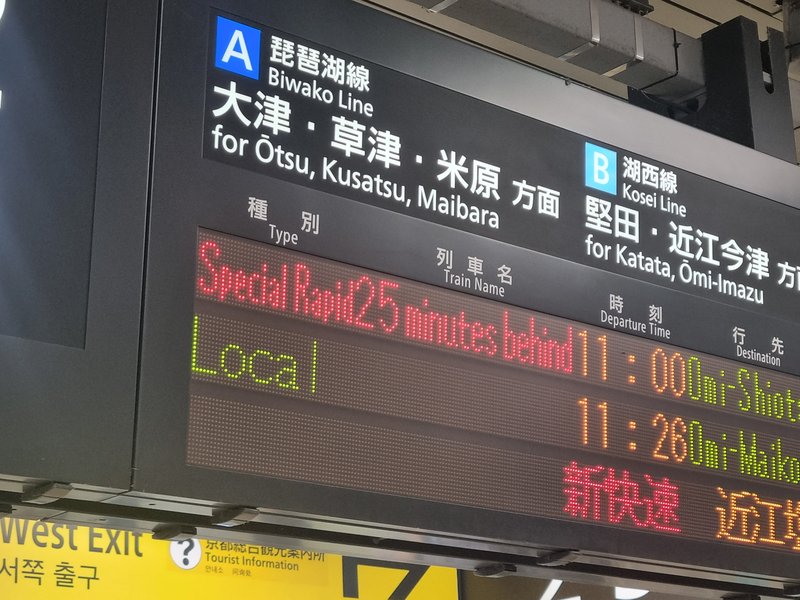 A 琵琶湖線
Biwako Line
大津・草津・米原 方面
for Ōtsu, Kusatsu, Maibara
B 湖西線
Kosei Line
堅田・近江今津
for Katata, Ōmi-Imazu
種別
Type
列車名
Train Name
時刻
Departure Time
行先
Destination
Special Rapid 25 minutes behind 11:00
Local 11:26
新快速 近江
West Exit
서쪽 출구
? 京都総合観光案内所
Tourist Information